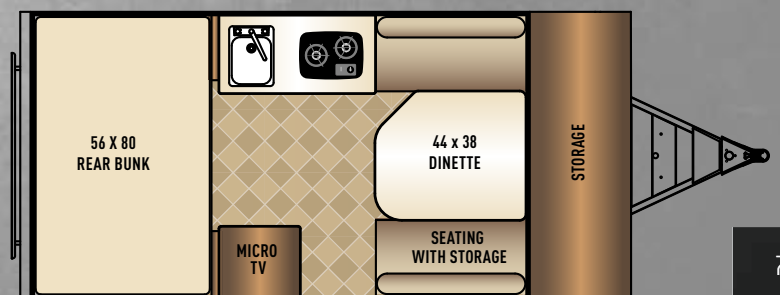 56 X 80
REAR BUNK
44 x 38
DINETTE
STORAGE
MICRO
TV
SEATING
WITH STORAGE